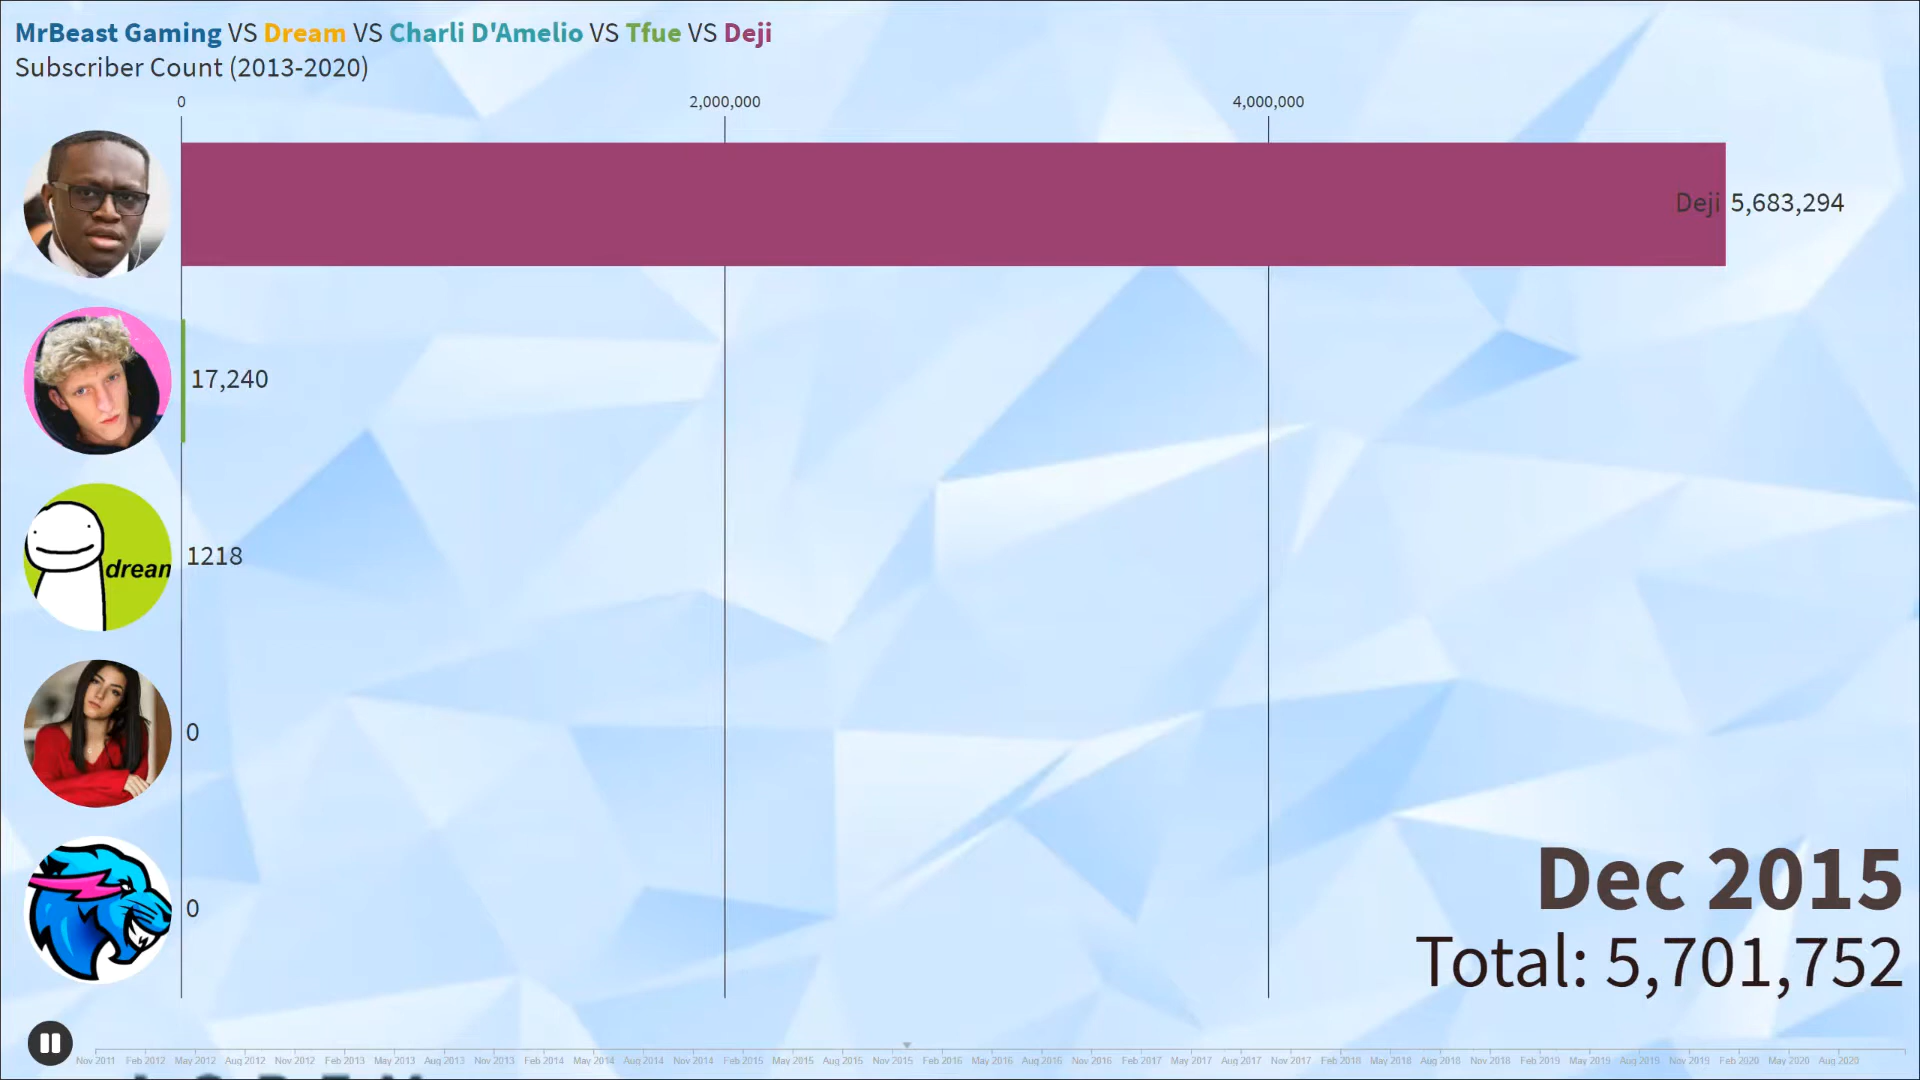 MrBeast Gaming VS Dream VS Charli D'Amelio VS Tfue VS Deji
Subscriber Count (2013-2020)
0 2,000,000 4,000,000
Deji 5,683,294
17,240
1218
drean
0
0
Dec 2015
Total: 5,701,752
Nov 2011 Feb 2012 May 2012 Aug 2012 Nov 2012 Feb 2013 May 2013 Aug 2013 Nov 2013 Feb 2014 May 2014 Aug 2014 Nov 2014 Feb 2015 May 2015 Aug 2015 Nov 2015 Feb 2016 May 2016 Aug 2016 Nov 2016 Feb 2017 May 2017 Aug 2017 Nov 2017 Feb 2018 May 2018 Aug 2018 Nov 2018 Feb 2019 May 2019 Aug 2019 Nov 2019 Feb 2020 May 2020 Aug 2020